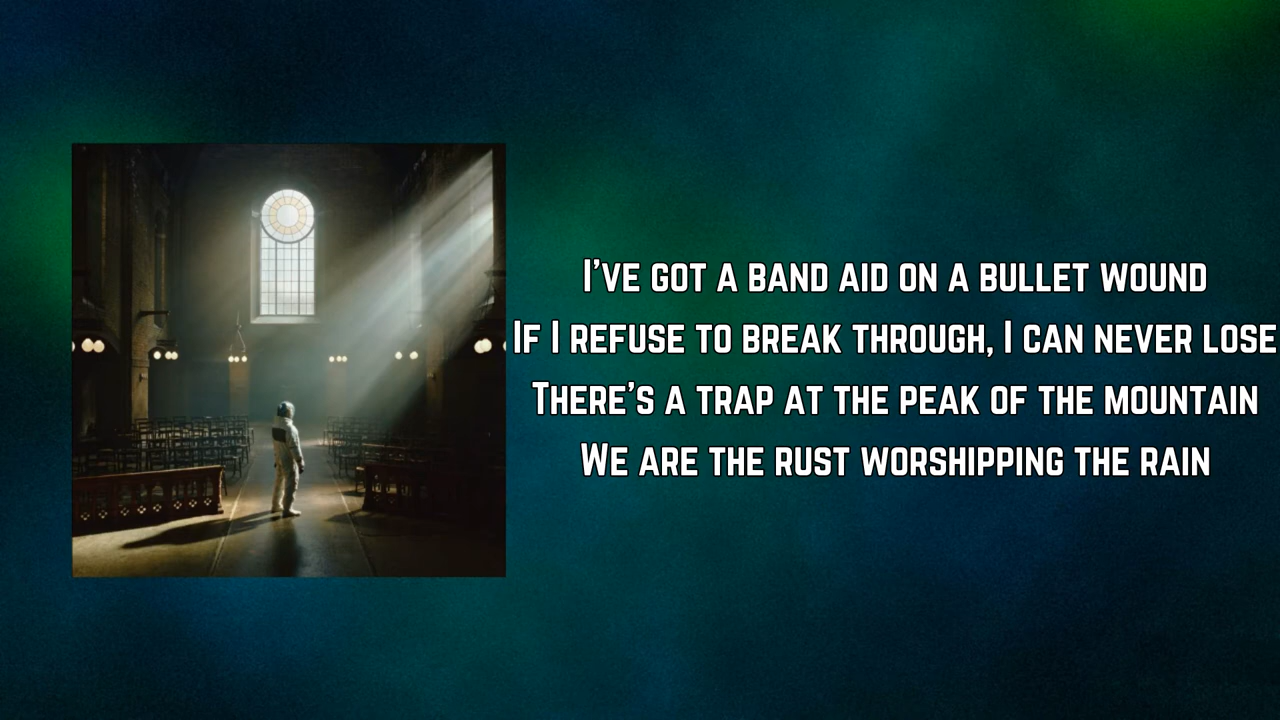 I've got a band aid on a bullet wound
If I refuse to break through, I can never lose
There's a trap at the peak of the mountain
We are the rust worshipping the rain